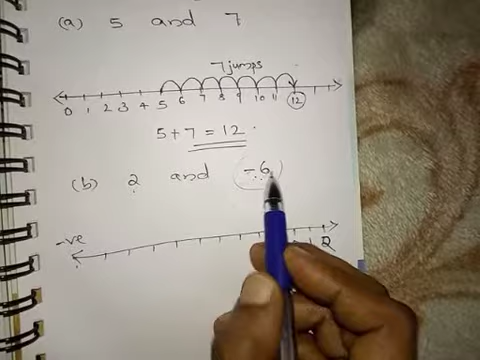 (a) 5 and 7
7 jumps
0 1 2 3 4 5 6 7 8 9 10 11 12
5 + 7 = 12
(b) 2 and -6
-ve 2